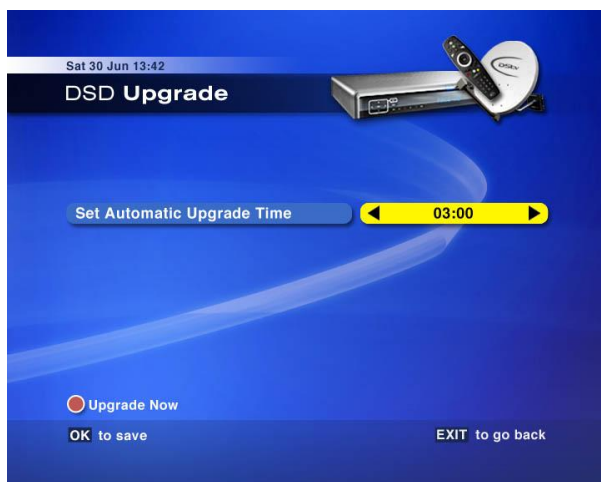 Sat 30 Jun 13:42
DSD Upgrade
DStv
Set Automatic Upgrade Time 03:00
Upgrade Now
OK to save EXIT to go back